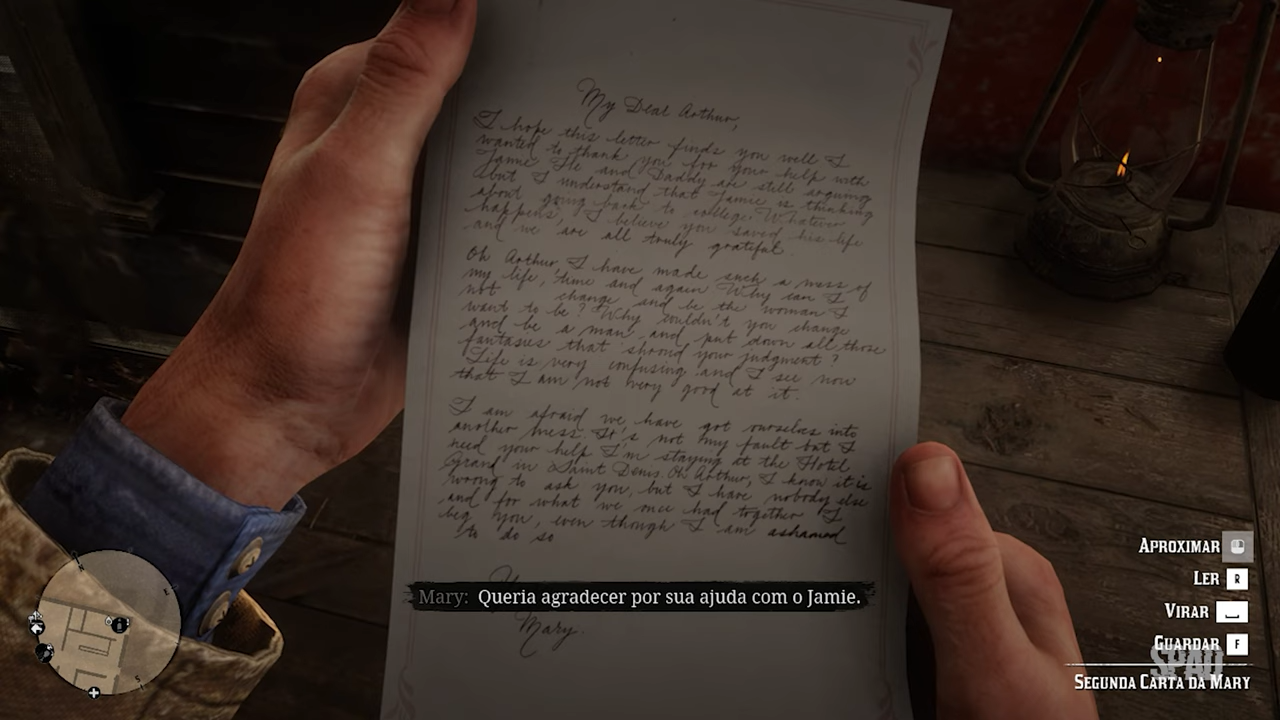 My Dear Arthur,
I hope this letter finds you well I
wanted to thank you for your help with
Jamie He and Daddy are still arguing
but I understand that Jamie is thinking
about going back to college. Whatever
happens, I believe you saved his life
and we are all truly grateful.
Oh Arthur I have made such a mess of
my life, time and again Why can I
not change and be the woman I
want to be? Why couldn't you change
and be a man and put down all those
fantasies that shroud your judgment?
Life is very confusing and I see now
that I am not very good at it.
I am afraid we have got ourselves into
another mess. It's not my fault but I
need your help I'm staying at the Hotel
Grand in Saint Denis. Oh Arthur, I know it is
wrong to ask you, but I have nobody else
and for what we once had together I
beg you, even though I am ashamed
to do so
Mary: Queria agradecer por sua ajuda com o Jamie.
Mary.
APROXIMAR
LER R
VIRAR
GUARDAR F
SPAD
SEGUNDA CARTA DA MARY